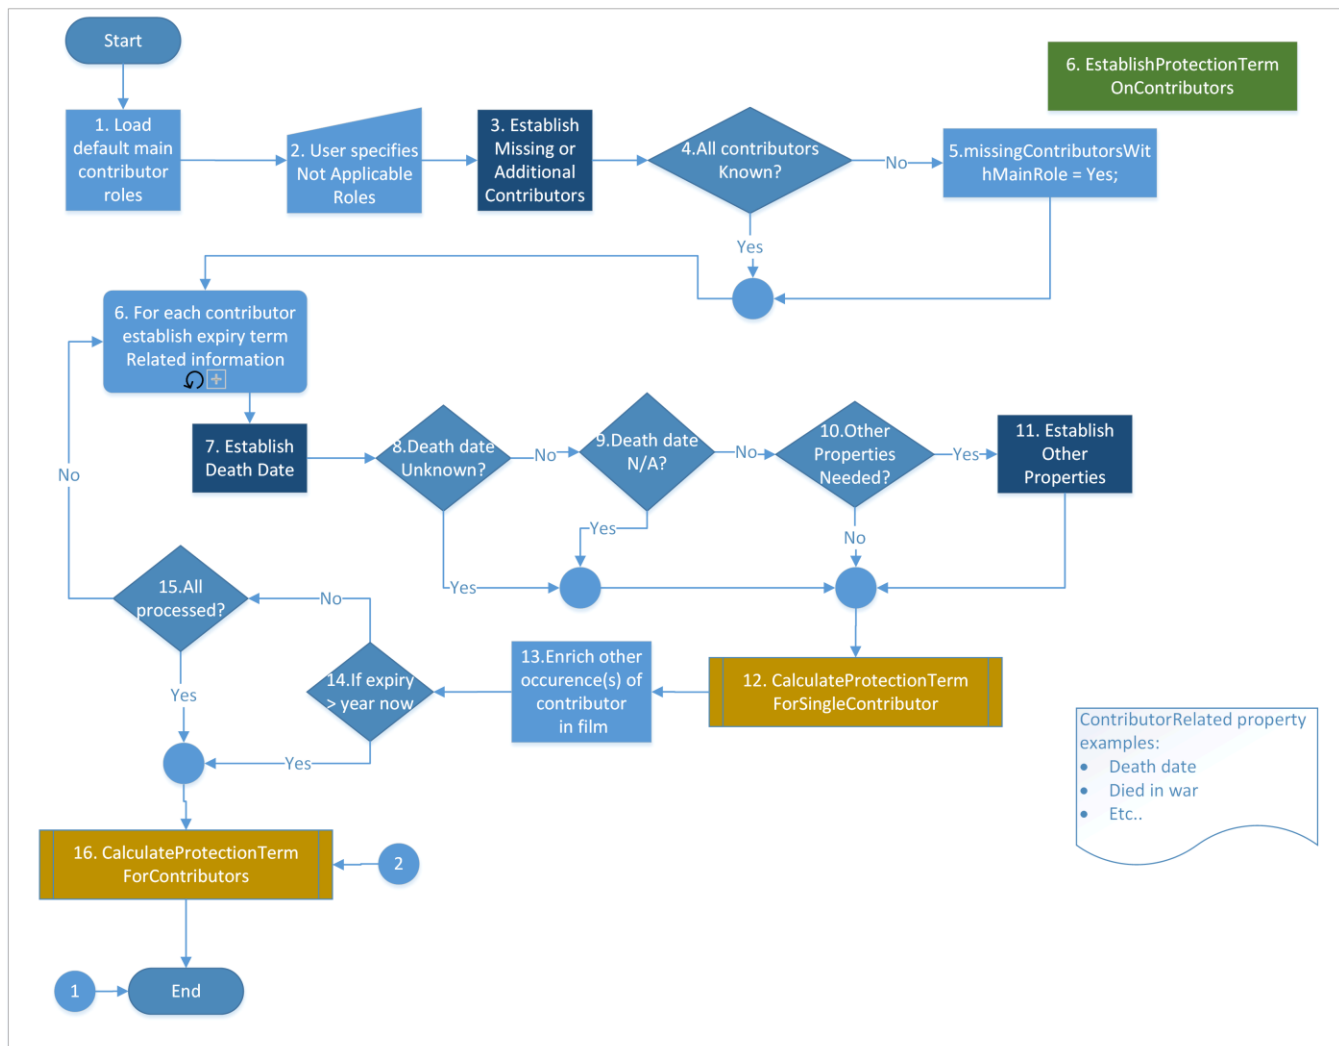 Start
6. EstablishProtectionTerm
OnContributors
1. Load
default main
contributor
roles
2. User specifies
Not Applicable
Roles
3. Establish
Missing or
Additional
Contributors
4.All contributors
Known?
No
5.missingContributorsWit
hMainRole = Yes;
Yes
6. For each contributor
establish expiry term
Related information
No
7. Establish
Death Date
8.Death date
Unknown?
No
9.Death date
N/A?
No
10.Other
Properties
Needed?
Yes
11. Establish
Other
Properties
Yes
Yes
No
15.All
processed?
No
14.If expiry
> year now
13.Enrich other
occurence(s) of
contributor
in film
12. CalculateProtectionTerm
ForSingleContributor
Yes
Yes
ContributorRelated property
examples:
● Death date
● Died in war
● Etc..
16. CalculateProtectionTerm
ForContributors
2
1
End